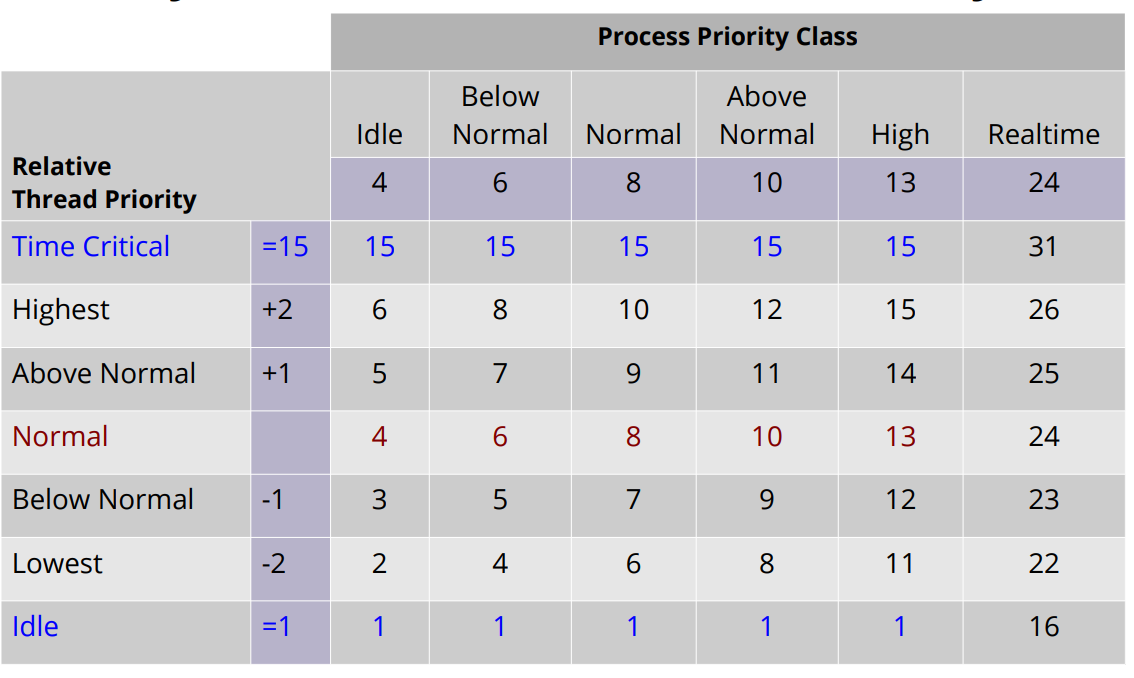 Process Priority Class
Relative Thread Priority
Idle Below Normal Normal Above Normal High Realtime
4 6 8 10 13 24
Time Critical =15 15 15 15 15 15 31
Highest +2 6 8 10 12 15 26
Above Normal +1 5 7 9 11 14 25
Normal 4 6 8 10 13 24
Below Normal -1 3 5 7 9 12 23
Lowest -2 2 4 6 8 11 22
Idle =1 1 1 1 1 1 16